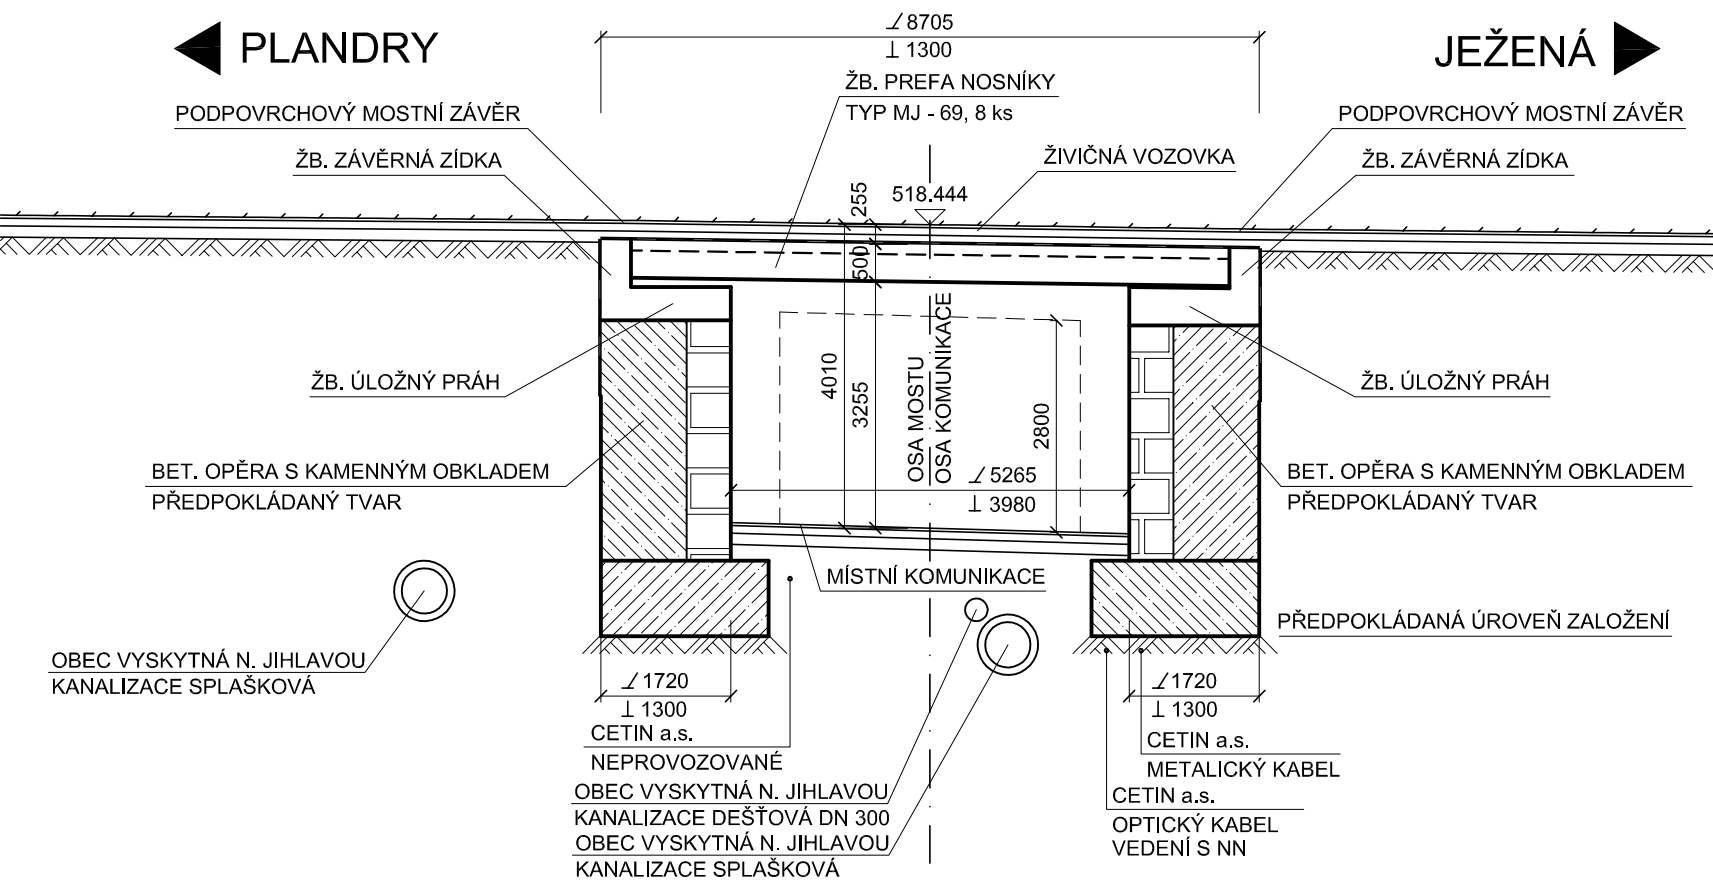 PLANDRY
⦟ 8705
⊥ 1300
JEŽENÁ
ŽB. PREFA NOSNÍKY
TYP MJ - 69, 8 ks
PODPOVRCHOVÝ MOSTNÍ ZÁVĚR
PODPOVRCHOVÝ MOSTNÍ ZÁVĚR
ŽB. ZÁVĚRNÁ ZÍDKA
ŽIVIČNÁ VOZOVKA
ŽB. ZÁVĚRNÁ ZÍDKA
255
518.444
500
4010
3255
OSA MOSTU
OSA KOMUNIKACE
2800
ŽB. ÚLOŽNÝ PRÁH
ŽB. ÚLOŽNÝ PRÁH
BET. OPĚRA S KAMENNÝM OBKLADEM
PŘEDPOKLÁDANÝ TVAR
⦟ 5265
⊥ 3980
BET. OPĚRA S KAMENNÝM OBKLADEM
PŘEDPOKLÁDANÝ TVAR
MÍSTNÍ KOMUNIKACE
PŘEDPOKLÁDANÁ ÚROVEŇ ZALOŽENÍ
OBEC VYSKYTNÁ N. JIHLAVOU
KANALIZACE SPLAŠKOVÁ
⦟ 1720
⊥ 1300
⦟ 1720
⊥ 1300
CETIN a.s.
NEPROVOZOVANÉ
CETIN a.s.
METALICKÝ KABEL
OBEC VYSKYTNÁ N. JIHLAVOU
KANALIZACE DEŠŤOVÁ DN 300
CETIN a.s.
OPTICKÝ KABEL
VEDENÍ S NN
OBEC VYSKYTNÁ N. JIHLAVOU
KANALIZACE SPLAŠKOVÁ